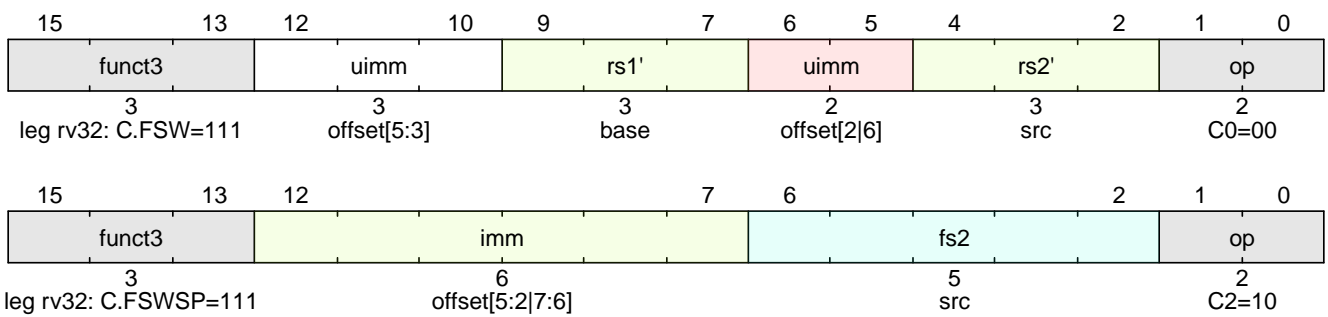 15 13 12 10 9 7 6 5 4 2 1 0
funct3 uimm rs1' uimm rs2' op
3 3 3 2 3 2
leg rv32: C.FSW=111 offset[5:3] base offset[2|6] src C0=00
15 13 12 7 6 2 1 0
funct3 imm fs2 op
3 6 5 2
leg rv32: C.FSWSP=111 offset[5:2|7:6] src C2=10